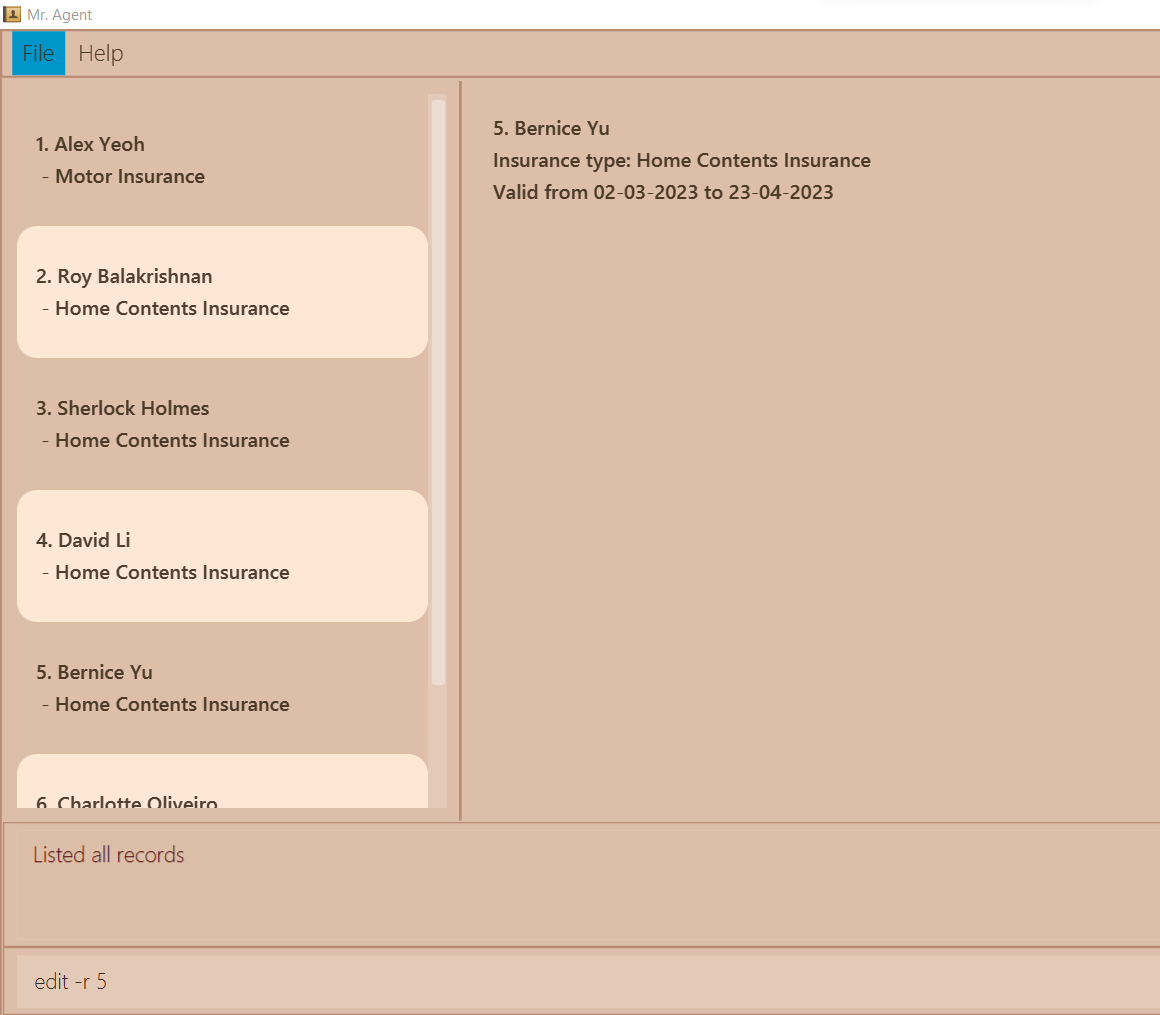 Mr. Agent
File Help
1. Alex Yeoh
- Motor Insurance
2. Roy Balakrishnan
- Home Contents Insurance
3. Sherlock Holmes
- Home Contents Insurance
4. David Li
- Home Contents Insurance
5. Bernice Yu
- Home Contents Insurance
6. Charlotte Oliveiro
5. Bernice Yu
Insurance type: Home Contents Insurance
Valid from 02-03-2023 to 23-04-2023
Listed all records
edit -r 5